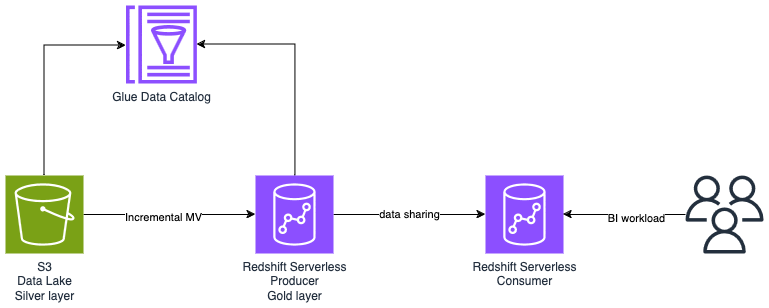 Glue Data Catalog
Incremental MV
data sharing
BI workload
S3
Data Lake
Silver layer
Redshift Serverless
Producer
Gold layer
Redshift Serverless
Consumer